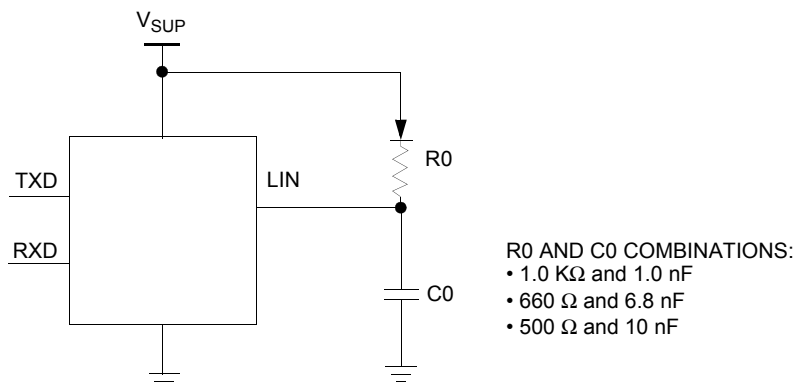 VSUP
TXD
RXD
LIN
R0
C0
R0 AND C0 COMBINATIONS:
• 1.0 KΩ and 1.0 nF
• 660 Ω and 6.8 nF
• 500 Ω and 10 nF